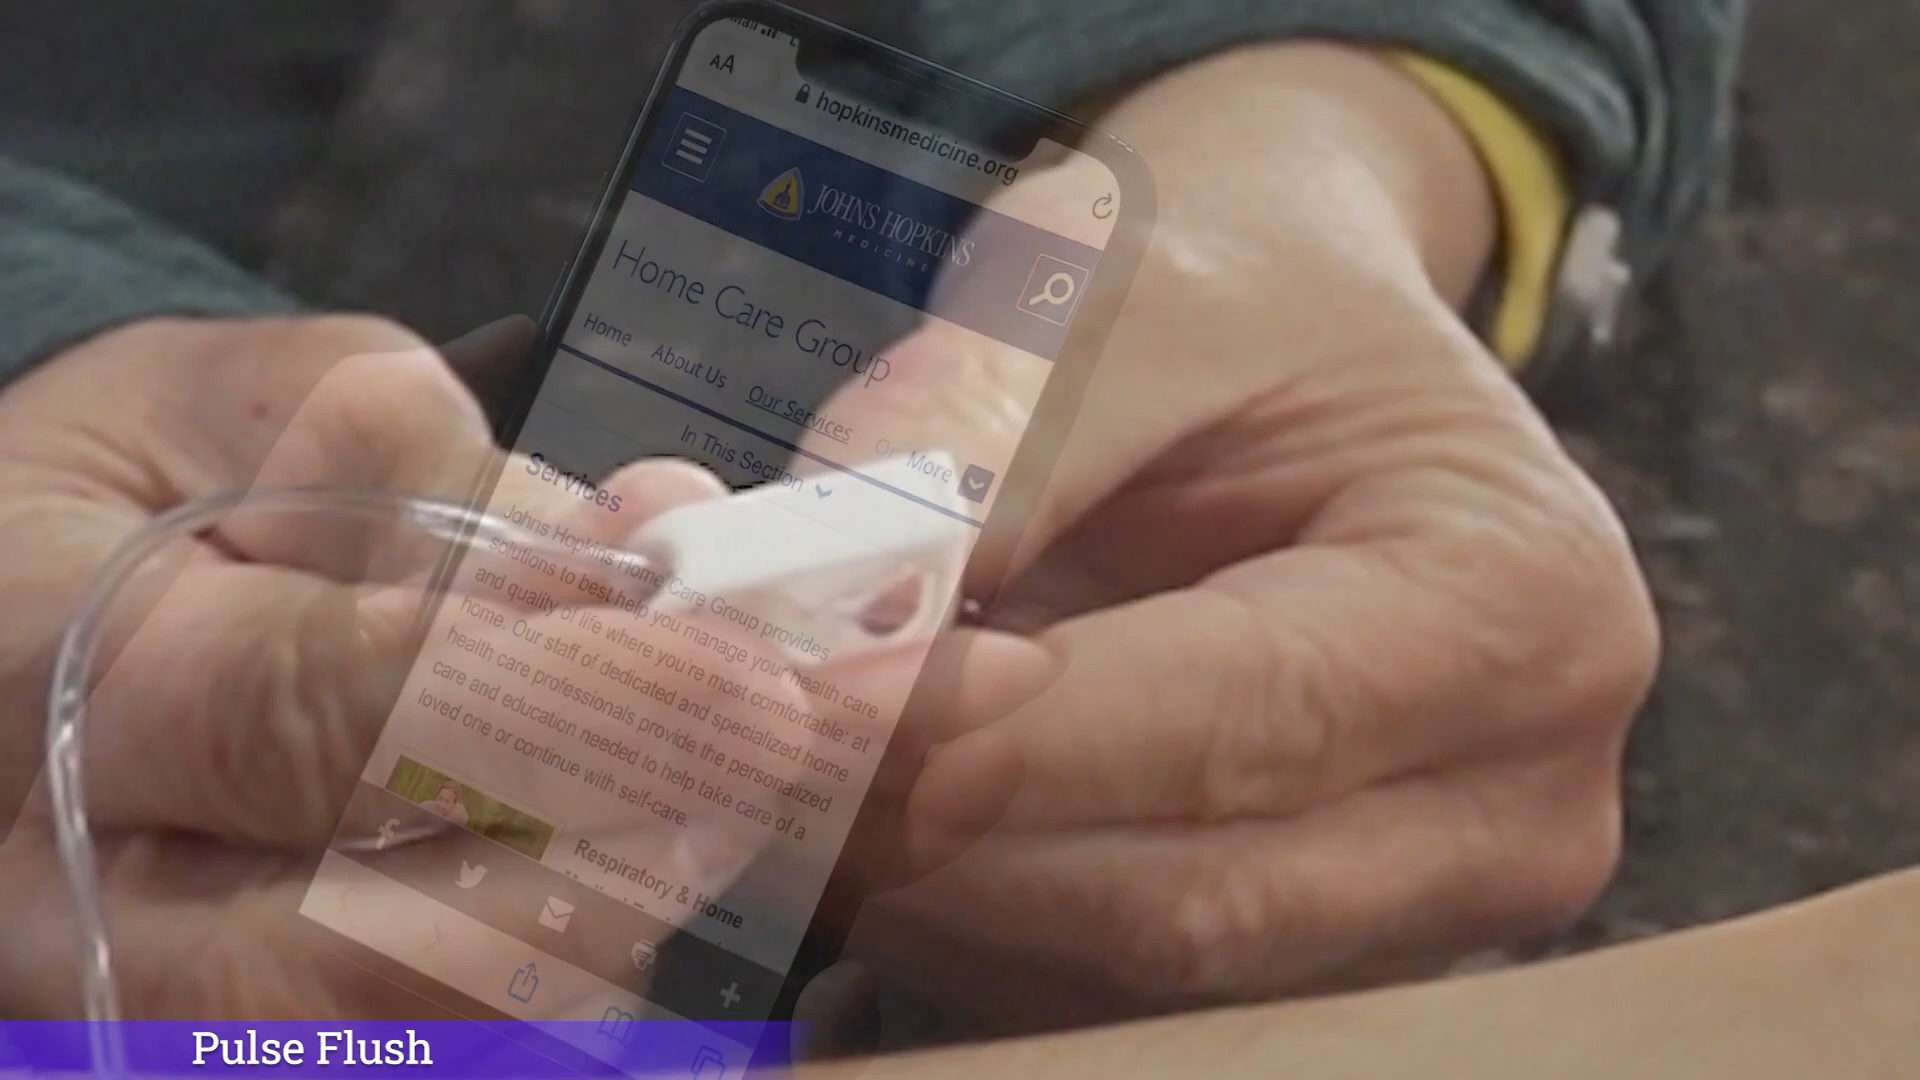 AA
hopkinsmedicine.org
JOHNS HOPKINS
MEDICINE
Home Care Group
Home About Us Our Services More
In This Section
Services
Johns Hopkins Home Care Group provides
solutions to best help you manage your health care
and quality of life where you're most comfortable: at
home. Our staff of dedicated and specialized home
health care professionals provide the personalized
care and education needed to help take care of a
loved one or continue with self-care.
Respiratory & Home
Pulse Flush